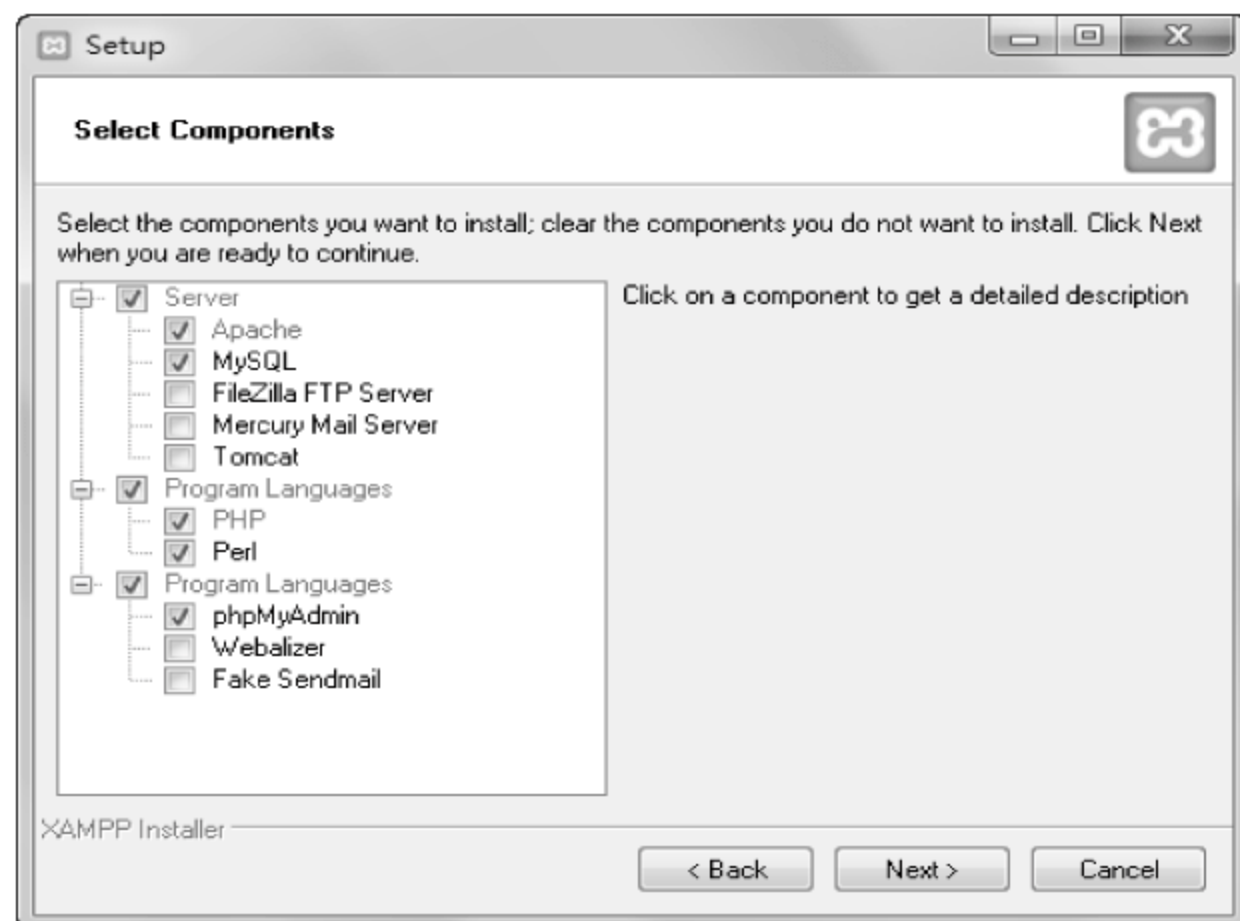 Setup
Select Components
Select the components you want to install; clear the components you do not want to install. Click Next
when you are ready to continue.
Server
Apache
MySQL
FileZilla FTP Server
Mercury Mail Server
Tomcat
Program Languages
PHP
Perl
Program Languages
phpMyAdmin
Webalizer
Fake Sendmail
Click on a component to get a detailed description
XAMPP Installer
< Back
Next >
Cancel